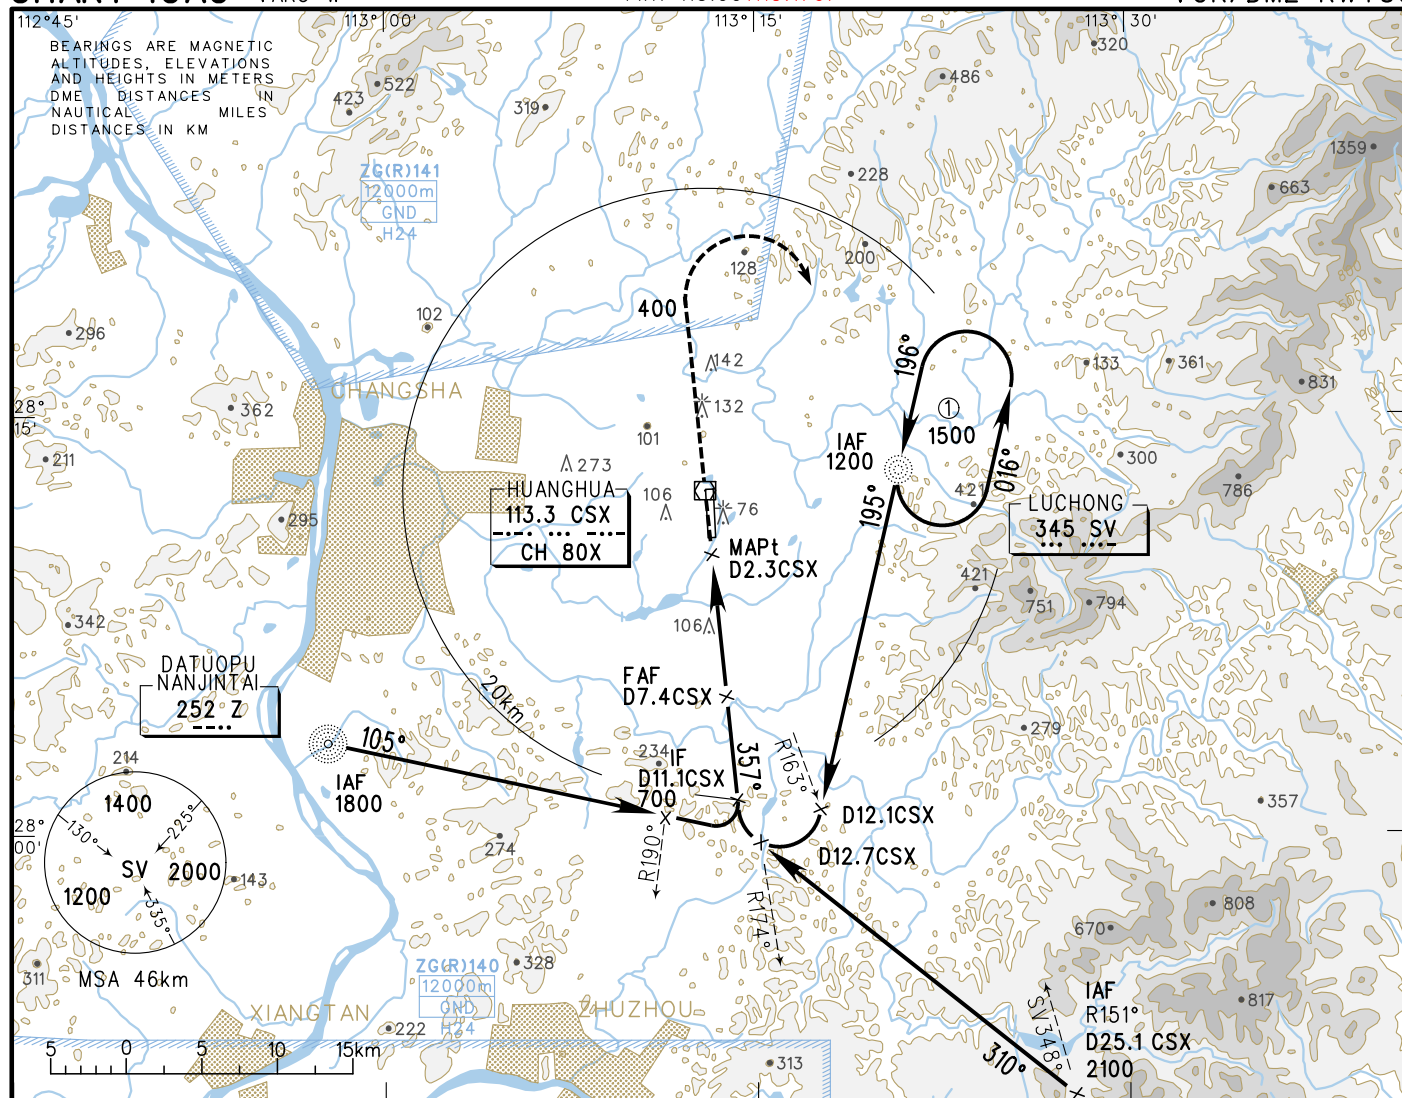 112°45'
113°00'
113°15'
113°30'
BEARINGS ARE MAGNETIC
ALTITUDES, ELEVATIONS
AND HEIGHTS IN METERS
DME DISTANCES IN
NAUTICAL MILES
DISTANCES IN KM
320
522
423
319
486
1359
663
228
ZG(R)141
12000m
GND
H24
128
200
400
102
296
142
196°
133
361
831
CHANGSHA
28°
15'
362
132
101
①
1500
IAF
1200
211
273
300
786
016°
421
106
HUANGHUA
113.3 CSX
CH 80X
76
195°
LUCHONG
345 SV
295
MAPt
D2.3CSX
421
751
794
342
106
DATUOPU
NANJINTAI
252 Z
FAF
D7.4CSX
20km
279
105°
234
IF
D11.1CSX
700
357°
R163°
214
IAF
1800
1400
130°
225°
SV
2000
1200
335°
MSA 46km
28°
00'
143
274
R190°
D12.1CSX
D12.7CSX
357
R174°
808
670
311
328
ZG(R)140
12000m
GND
H24
817
IAF
R151°
D25.1 CSX
2100
SV348°
310°
XIANGTAN
ZHUZHOU
222
313
5
0
5
10
15km